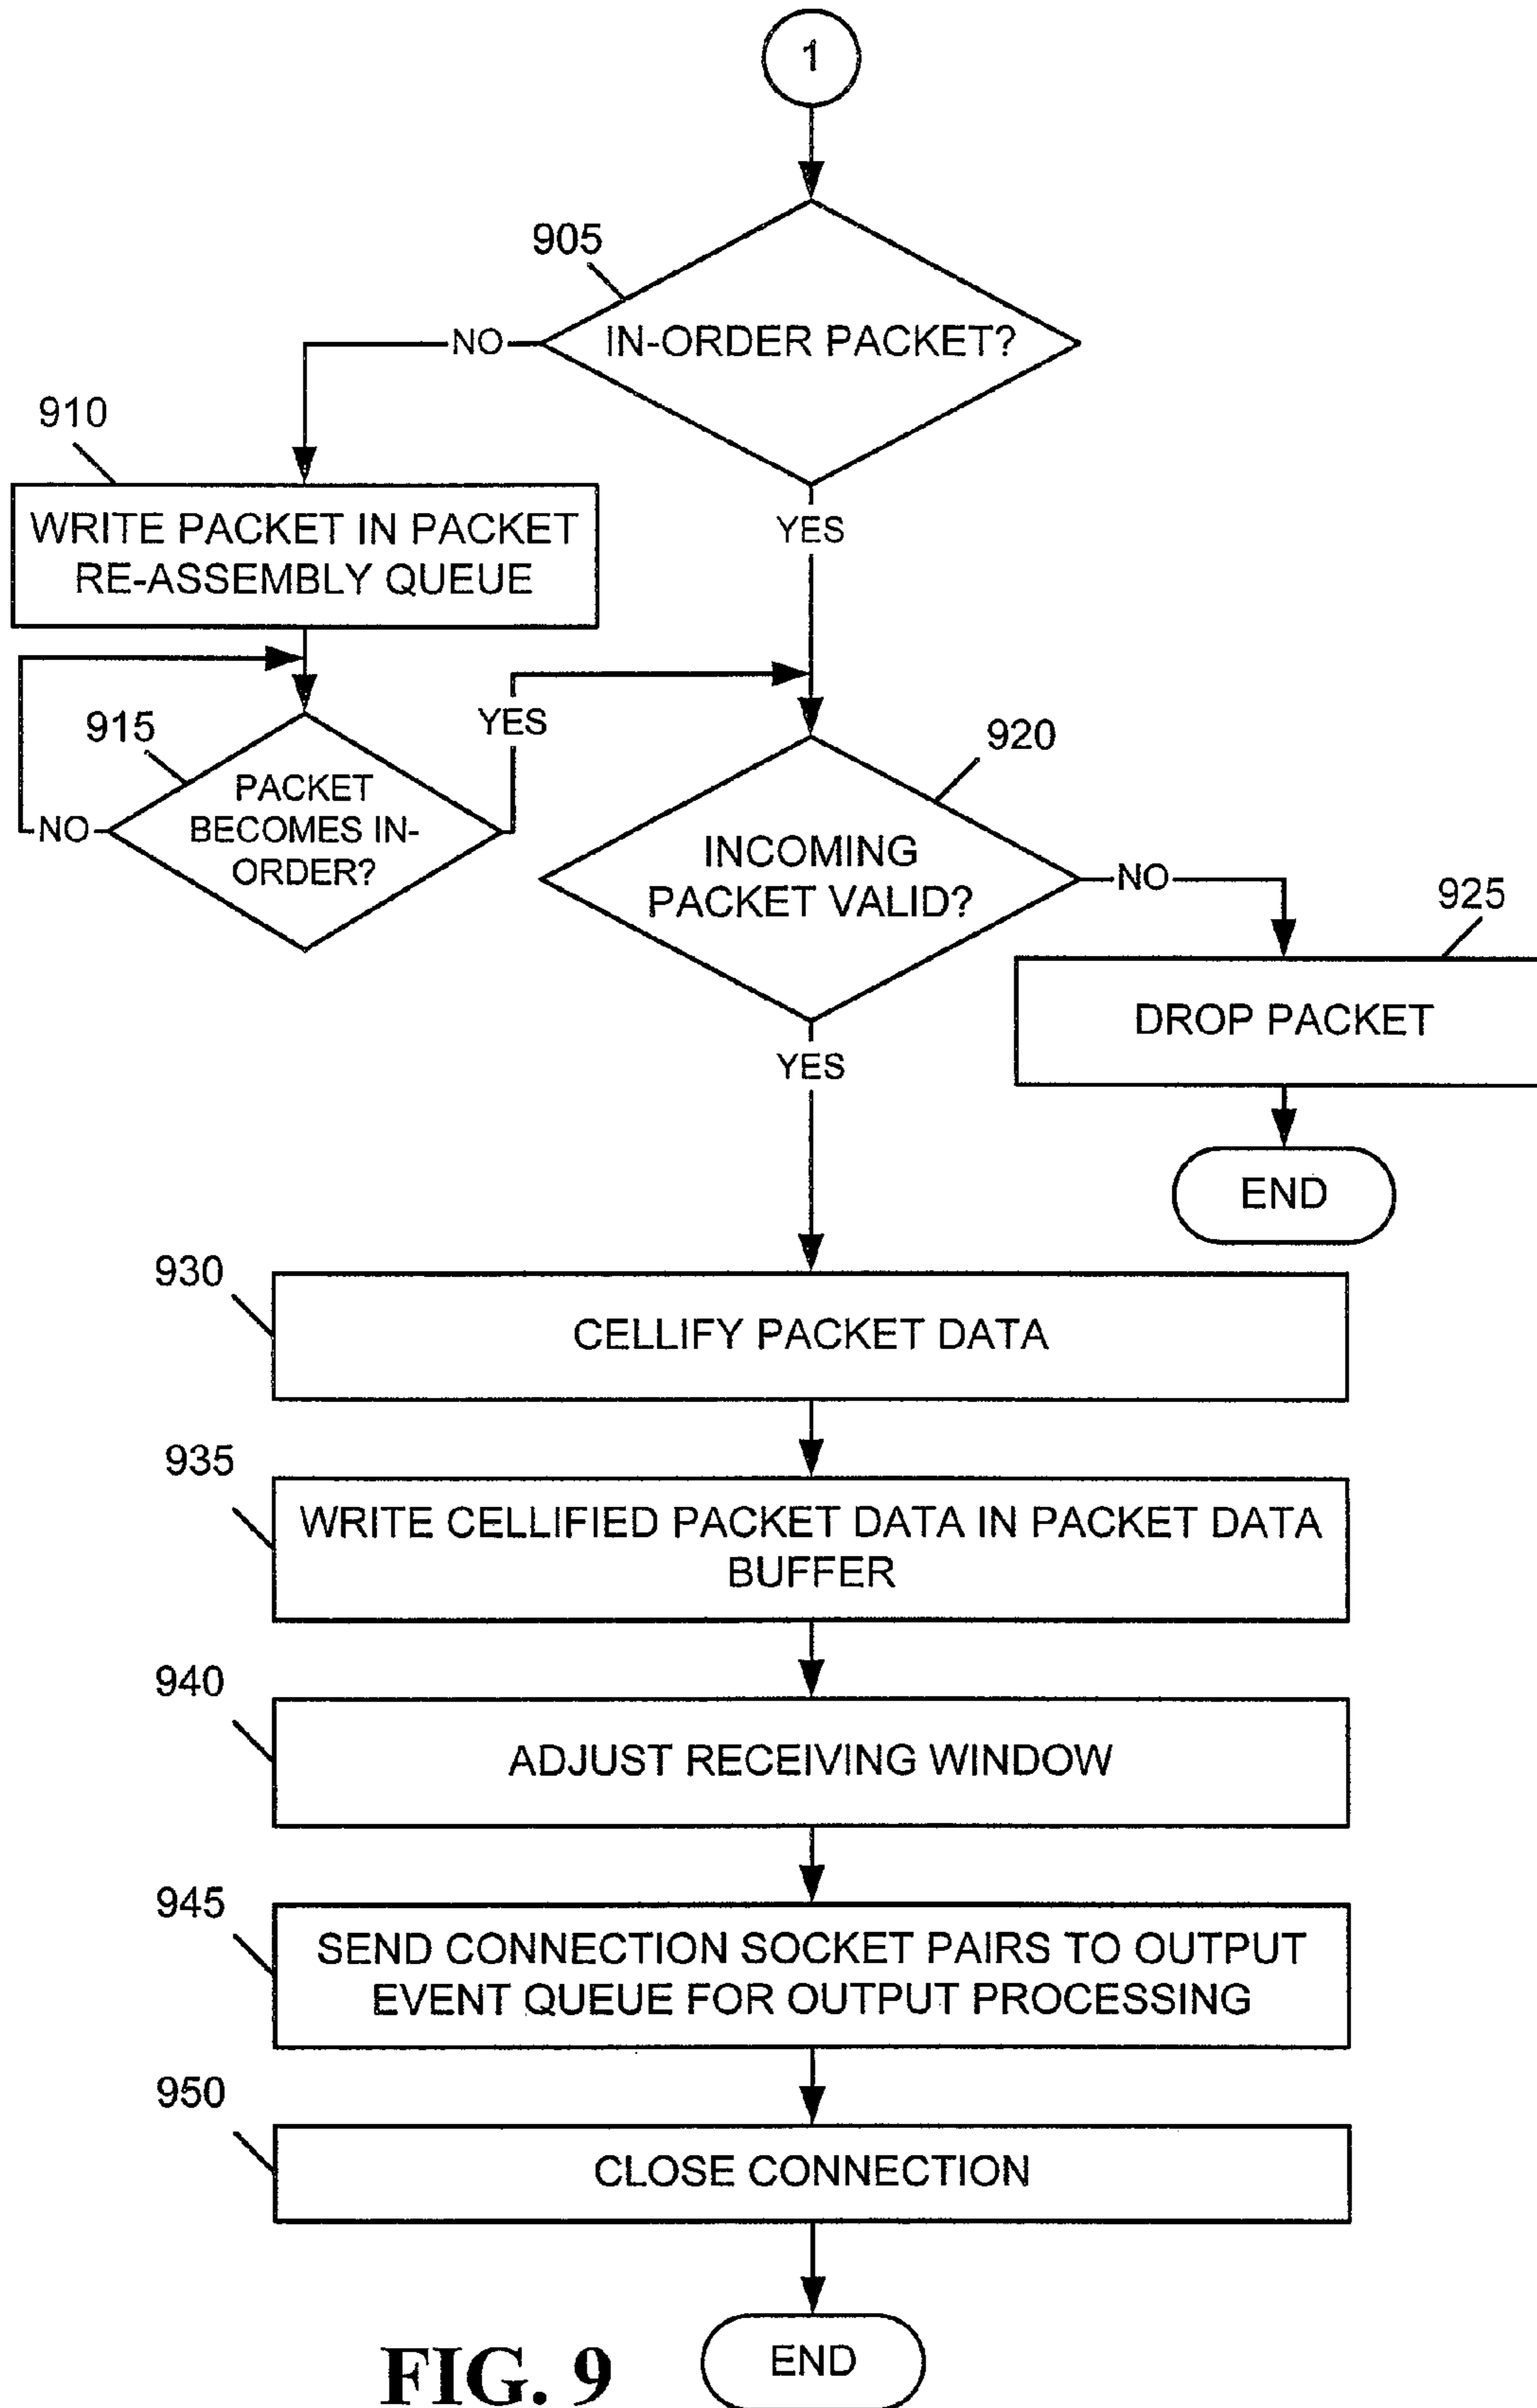 1
905
NO
IN-ORDER PACKET?
910
WRITE PACKET IN PACKET
RE-ASSEMBLY QUEUE
YES
915
YES
920
PACKET
BECOMES IN-
ORDER?
NO
INCOMING
PACKET VALID?
NO
925
DROP PACKET
YES
END
930
CELLIFY PACKET DATA
935
WRITE CELLIFIED PACKET DATA IN PACKET DATA
BUFFER
940
ADJUST RECEIVING WINDOW
945
SEND CONNECTION SOCKET PAIRS TO OUTPUT
EVENT QUEUE FOR OUTPUT PROCESSING
950
CLOSE CONNECTION
END
FIG. 9